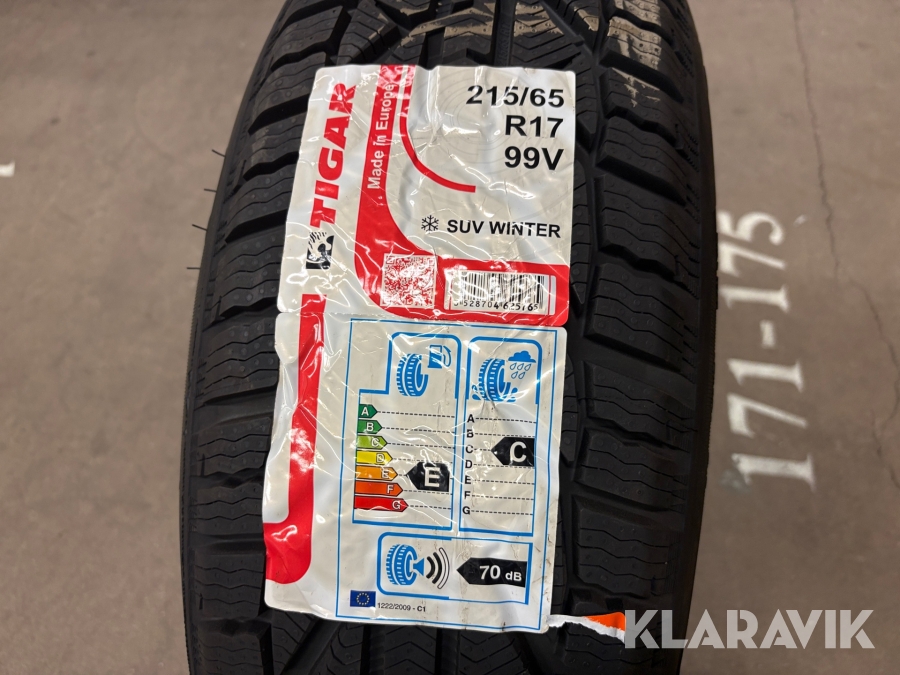 215/65
R17
99V
TIGAR
Made in Europe
SUV WINTER
A
B
C
D
E
F
G
E
A
B
C
D
E
F
G
C
70 dB
1222/2009 - C1
171-175
KLARAVIK